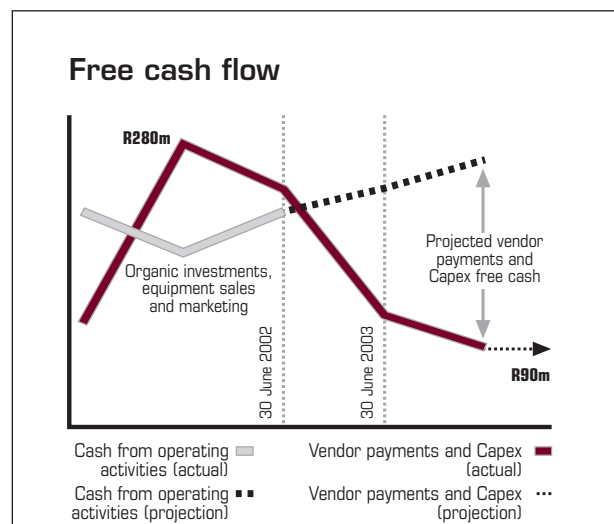 Free cash flow
R280m
Organic investments,
equipment sales
and marketing
30 June 2002
30 June 2003
Projected vendor
payments and
Capex free cash
R90m
Cash from operating
activities (actual)
Vendor payments and Capex
(actual)
Cash from operating
activities (projection)
Vendor payments and Capex
(projection)